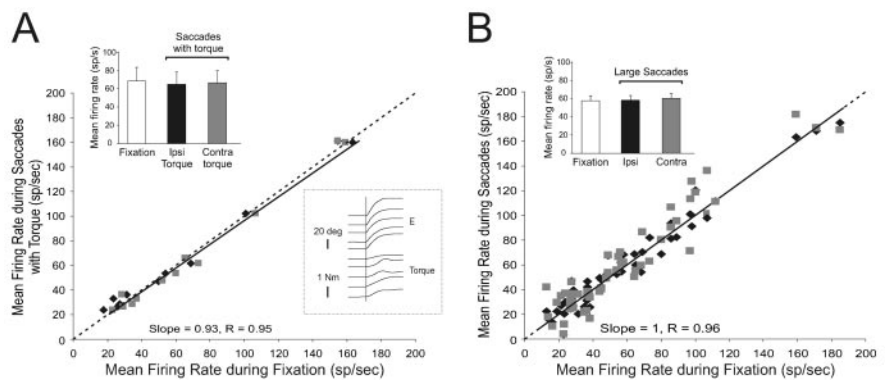 A
Saccades
with torque
Mean firing rate (sp/s)
100
80
60
40
20
0
Fixation
Ipsi
Torque
Contra
torque
Mean Firing Rate during Saccades
with Torque (sp/sec)
200
180
160
140
120
100
80
60
40
20
0
20 deg
E
1 Nm
Torque
Slope = 0.93, R = 0.95
0 20 40 60 80 100 120 140 160 180 200
Mean Firing Rate during Fixation (sp/sec)
B
Large Saccades
Mean firing rate (sp/s)
100
80
60
40
20
0
Fixation
Ipsi
Contra
Mean Firing Rate during Saccades (sp/sec)
200
180
160
140
120
100
80
60
40
20
0
Slope = 1, R = 0.96
0 20 40 60 80 100 120 140 160 180 200
Mean Firing Rate during Fixation (sp/sec)